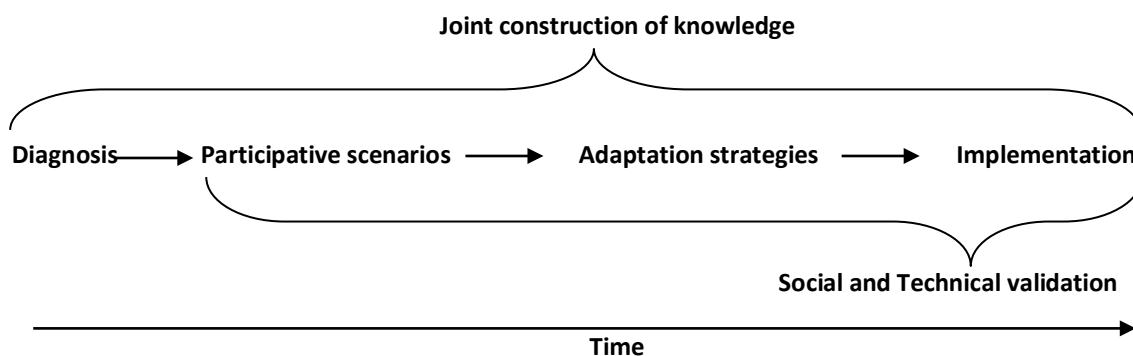 Joint construction of knowledge
Diagnosis Participative scenarios Adaptation strategies Implementation
Social and Technical validation
Time